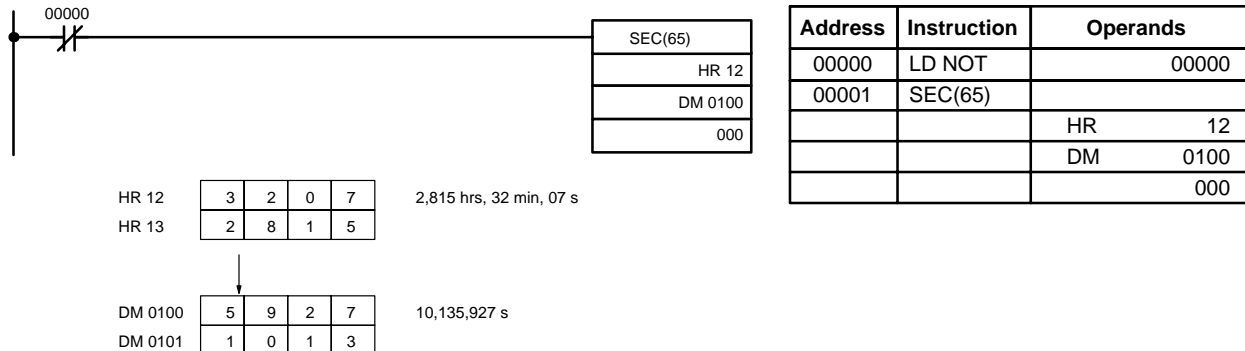 00000
SEC(65)
HR 12
DM 0100
000
Address Instruction Operands
00000 LD NOT 00000
00001 SEC(65)
HR 12
DM 0100
000
HR 12 3 2 0 7 2,815 hrs, 32 min, 07 s
HR 13 2 8 1 5
DM 0100 5 9 2 7 10,135,927 s
DM 0101 1 0 1 3